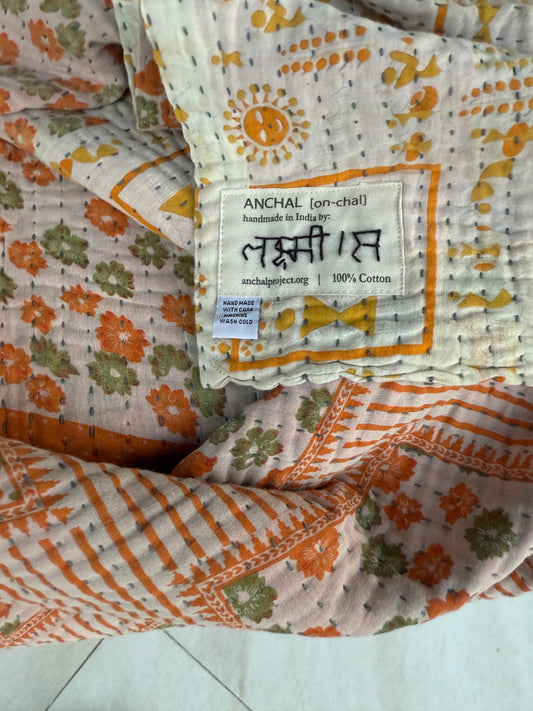 ANCHAL [on-chal]
handmade in India by:
लक्ष्मी
anchalproject.org | 100% Cotton
HAND MADE
WITH CARE
MACHINE
WASH COLD